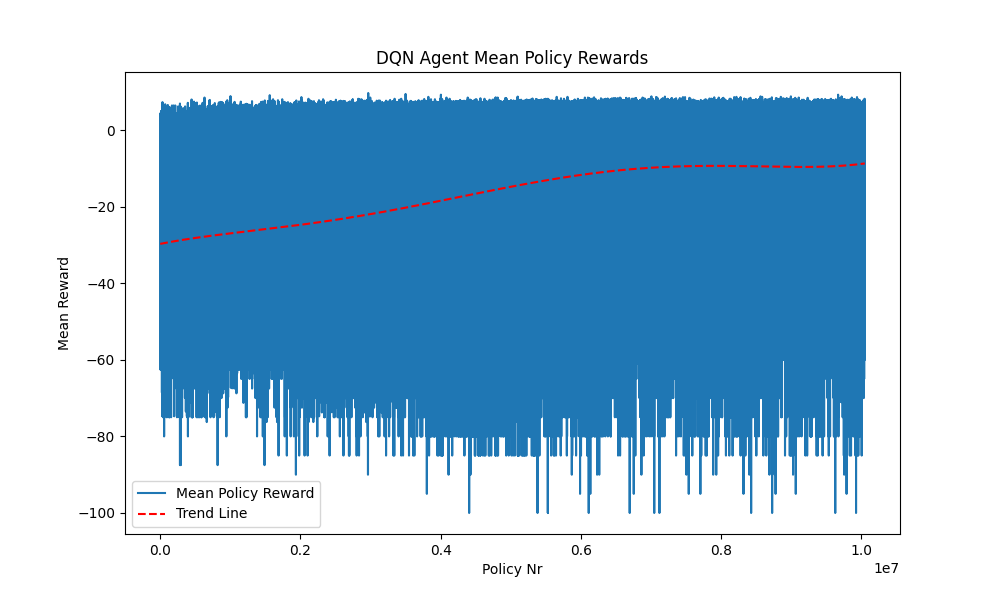 DQN Agent Mean Policy Rewards
Mean Reward
0
−20
−40
−60
−80
−100
Mean Policy Reward
Trend Line
0.0 0.2 0.4 0.6 0.8 1.0
1e7
Policy Nr